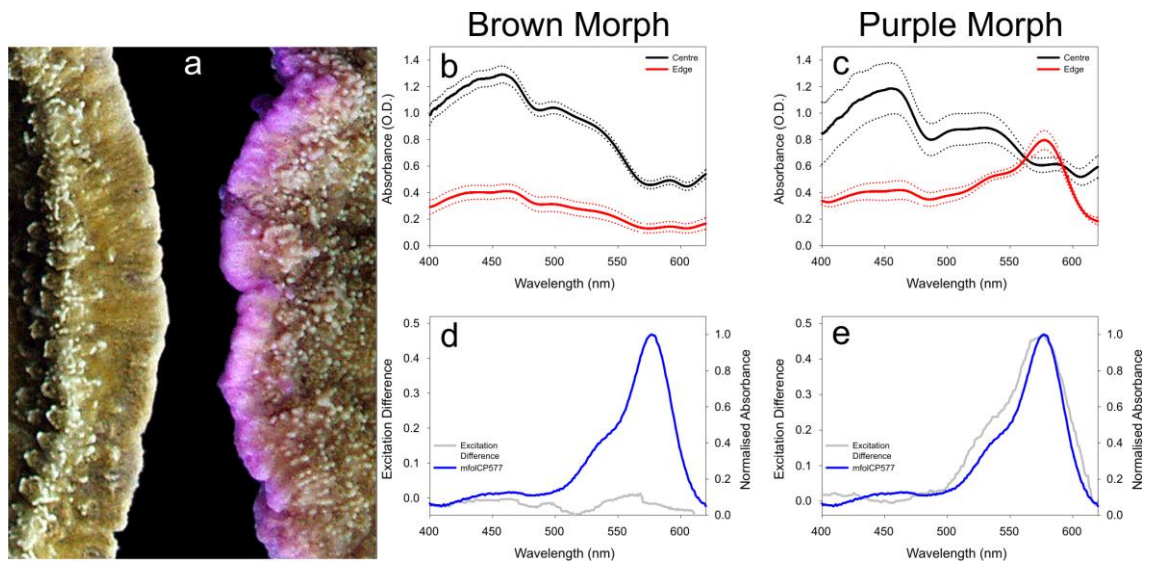 Brown Morph
Purple Morph
a
b
Centre
Edge
1.4
1.2
1.0
0.8
0.6
0.4
0.2
0.0
Absorbance (O.D.)
400
450
500
550
600
Wavelength (nm)
c
Centre
Edge
1.4
1.2
1.0
0.8
0.6
0.4
0.2
0.0
Absorbance (O.D.)
400
450
500
550
600
Wavelength (nm)
d
0.5
0.4
0.3
0.2
0.1
0.0
Excitation Difference
Excitation
Difference
mfolCP577
1.0
0.8
0.6
0.4
0.2
0.0
Normalised Absorbance
400
450
500
550
600
Wavelength (nm)
e
0.5
0.4
0.3
0.2
0.1
0.0
Excitation Difference
Excitation
Difference
mfolCP577
1.0
0.8
0.6
0.4
0.2
0.0
Normalised Absorbance
400
450
500
550
600
Wavelength (nm)